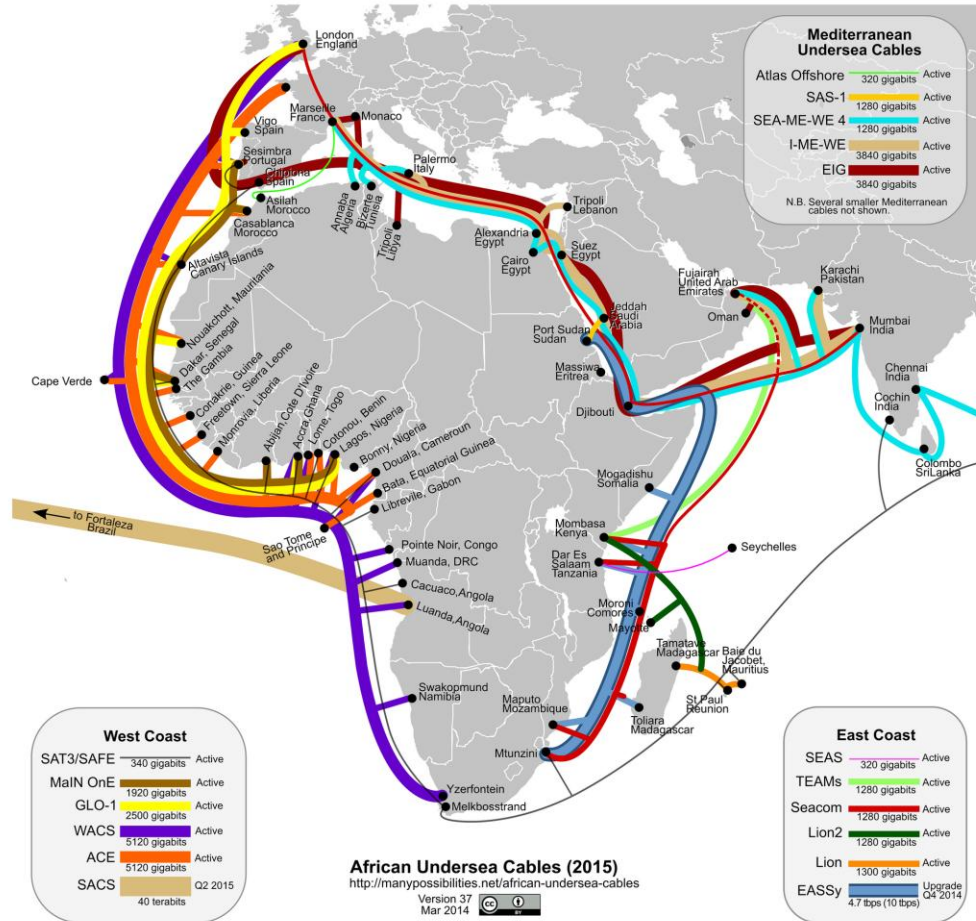 London
England
Vigo
Spain
Marseille
France
Monaco
Sesimbra
Portugal
Chipiona
Spain
Asilah
Morocco
Casablanca
Morocco
Annaba
Algeria
Bizerte
Tunisia
Tripoli
Libya
Palermo
Italy
Tripoli
Lebanon
Alexandria
Egypt
Cairo
Egypt
Suez
Egypt
Altavista
Canary Islands
Nouakchott, Mauritania
Dakar, Senegal
The Gambia
Cape Verde
Conakrie, Guinea
Freetown, Sierra Leone
Monrovia, Liberia
Abijan,Cote D'Ivoire
Accra,Ghana
Lome, Togo
Cotonou, Benin
Lagos, Nigeria
Bonny, Nigeria
Douala, Cameroun
Bata, Equatorial Guinea
Libreville, Gabon
Sao Tome
and Principe
to Fortaleza
Brazil
Pointe Noir, Congo
Muanda, DRC
Cacuaco,Angola
Luanda,Angola
Swakopmund
Namibia
Yzerfontein
Melkbosstrand
Jeddah
Saudi
Arabia
Port Sudan
Sudan
Massiwa
Eritrea
Djibouti
Fujairah
United Arab
Emirates
Oman
Karachi
Pakistan
Mumbai
India
Chennai
India
Cochin
India
Colombo
SriLanka
Mogadishu
Somalia
Mombasa
Kenya
Dar Es
Salaam
Tanzania
Seychelles
Moroni
Comores
Mayotte
Tamatave
Madagascar
Baie du
Jacobet,
Mauritius
St Paul
Reunion
Toliara
Madagascar
Maputo
Mozambique
Mtunzini
Mediterranean
Undersea Cables
Atlas Offshore
320 gigabits
Active
SAS-1
1280 gigabits
Active
SEA-ME-WE 4
1280 gigabits
Active
I-ME-WE
3840 gigabits
Active
EIG
3840 gigabits
Active
N.B. Several smaller Mediterranean
cables not shown.
West Coast
SAT3/SAFE
340 gigabits
Active
MaIN OnE
1920 gigabits
Active
GLO-1
2500 gigabits
Active
WACS
5120 gigabits
Active
ACE
5120 gigabits
Active
SACS
40 terabits
Q2 2015
East Coast
SEAS
320 gigabits
Active
TEAMs
1280 gigabits
Active
Seacom
1280 gigabits
Active
Lion2
1280 gigabits
Active
Lion
1300 gigabits
Active
EASSy
4.7 tbps (10 tbps)
Upgrade
Q4 2014
African Undersea Cables (2015)
http://manypossibilities.net/african-undersea-cables
Version 37
Mar 2014
cc
BY